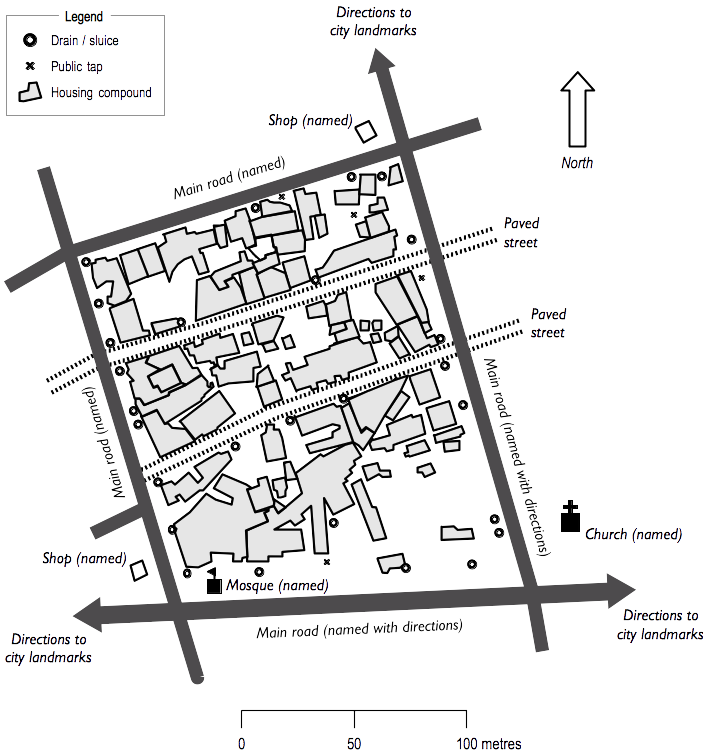 Legend
Drain / sluice
Public tap
Housing compound
Directions to
city landmarks
Shop (named)
North
Main road (named)
Paved
street
Paved
street
Main road (named)
Main road (named with directions)
Shop (named)
Church (named)
Mosque (named)
Main road (named with directions)
Directions to
city landmarks
Directions to
city landmarks
0 50 100 metres